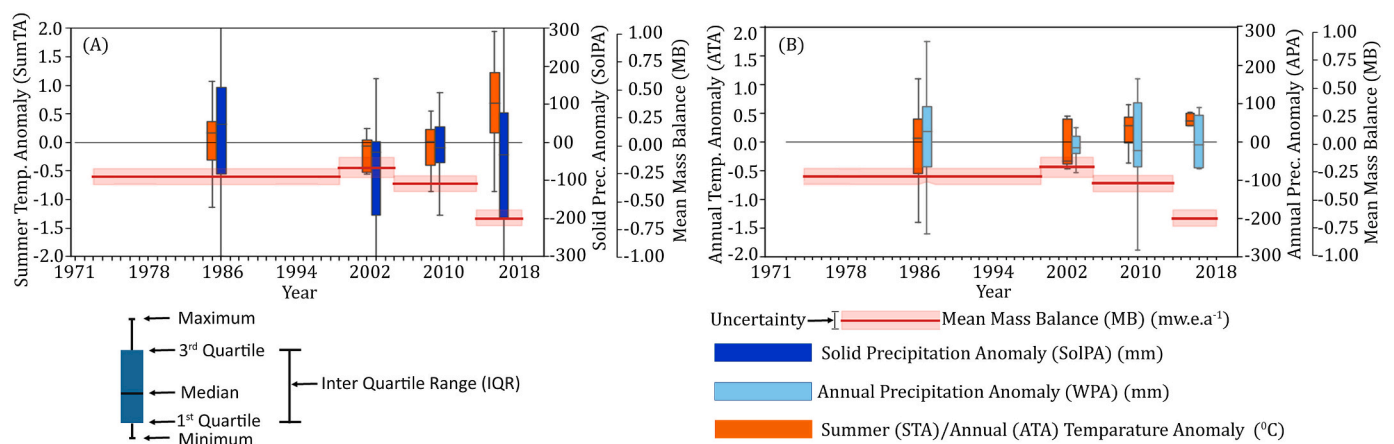 (A)
Summer Temp. Anomaly (SumTA)
2.0
1.5
1.0
0.5
0.0
-0.5
-1.0
-1.5
-2.0
1971 1978 1986 1994 2002 2010 2018
Year
300
200
100
00
-100
-200
-300
Solid Prec. Anomaly (SolPA)
1.00
0.75
0.50
0.25
0.00
-0.25
-0.50
-0.75
-1.00
Mean Mass Balance (MB)
(B)
Annual Temp. Anomaly (ATA)
2.0
1.5
1.0
0.5
0.0
-0.5
-1.0
-1.5
-2.0
1971 1978 1986 1994 2002 2010 2018
Year
300
200
100
00
-100
-200
-300
Annual Prec. Anomaly (APA)
1.00
0.75
0.50
0.25
0.00
-0.25
-0.50
-0.75
-1.00
Mean Mass Balance (MB)
Maximum
3rd Quartile
Median
1st Quartile
Minimum
Inter Quartile Range (IQR)
Uncertainty Mean Mass Balance (MB) (mw.e.a-1)
Solid Precipitation Anomaly (SolPA) (mm)
Annual Precipitation Anomaly (WPA) (mm)
Summer (STA)/Annual (ATA) Temparature Anomaly (0C)